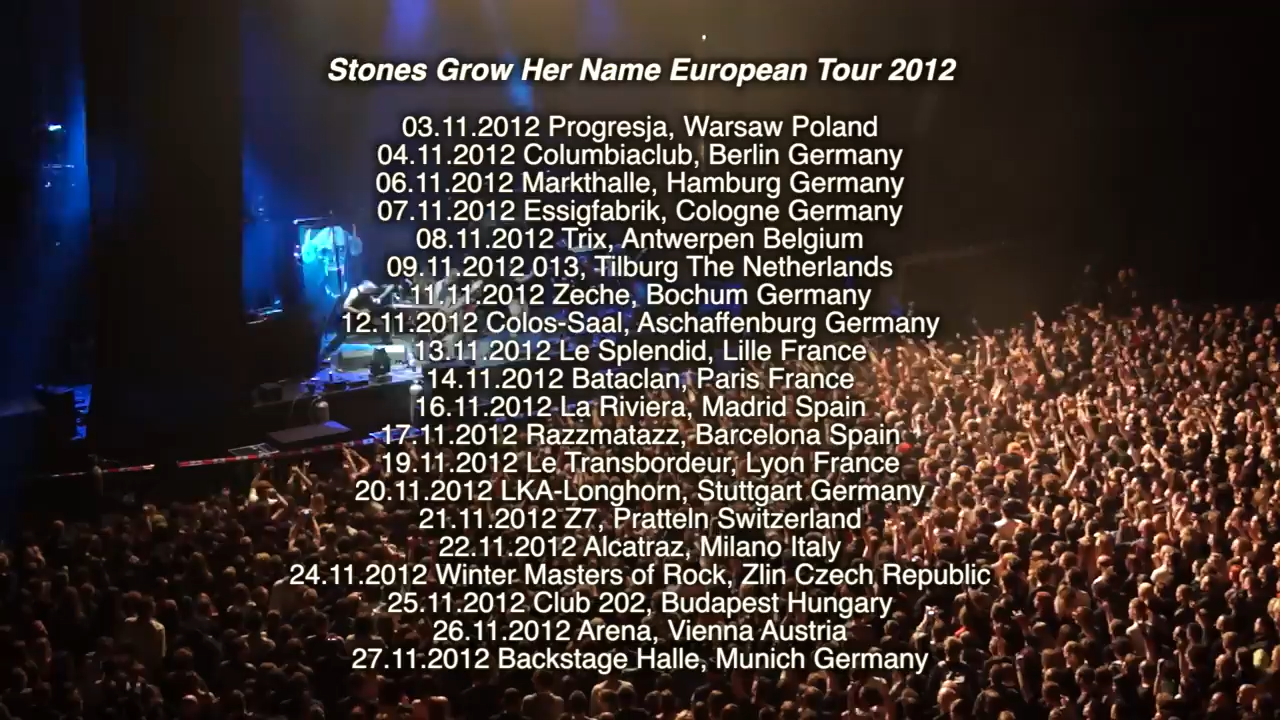 Stones Grow Her Name European Tour 2012
03.11.2012 Progresja, Warsaw Poland
04.11.2012 Columbiaclub, Berlin Germany
06.11.2012 Markthalle, Hamburg Germany
07.11.2012 Essigfabrik, Cologne Germany
08.11.2012 Trix, Antwerpen Belgium
09.11.2012 013, Tilburg The Netherlands
11.11.2012 Zeche, Bochum Germany
12.11.2012 Colos-Saal, Aschaffenburg Germany
13.11.2012 Le Splendid, Lille France
14.11.2012 Bataclan, Paris France
16.11.2012 La Riviera, Madrid Spain
17.11.2012 Razzmatazz, Barcelona Spain
19.11.2012 Le Transbordeur, Lyon France
20.11.2012 LKA-Longhorn, Stuttgart Germany
21.11.2012 Z7, Pratteln Switzerland
22.11.2012 Alcatraz, Milano Italy
24.11.2012 Winter Masters of Rock, Zlin Czech Republic
25.11.2012 Club 202, Budapest Hungary
26.11.2012 Arena, Vienna Austria
27.11.2012 Backstage Halle, Munich Germany